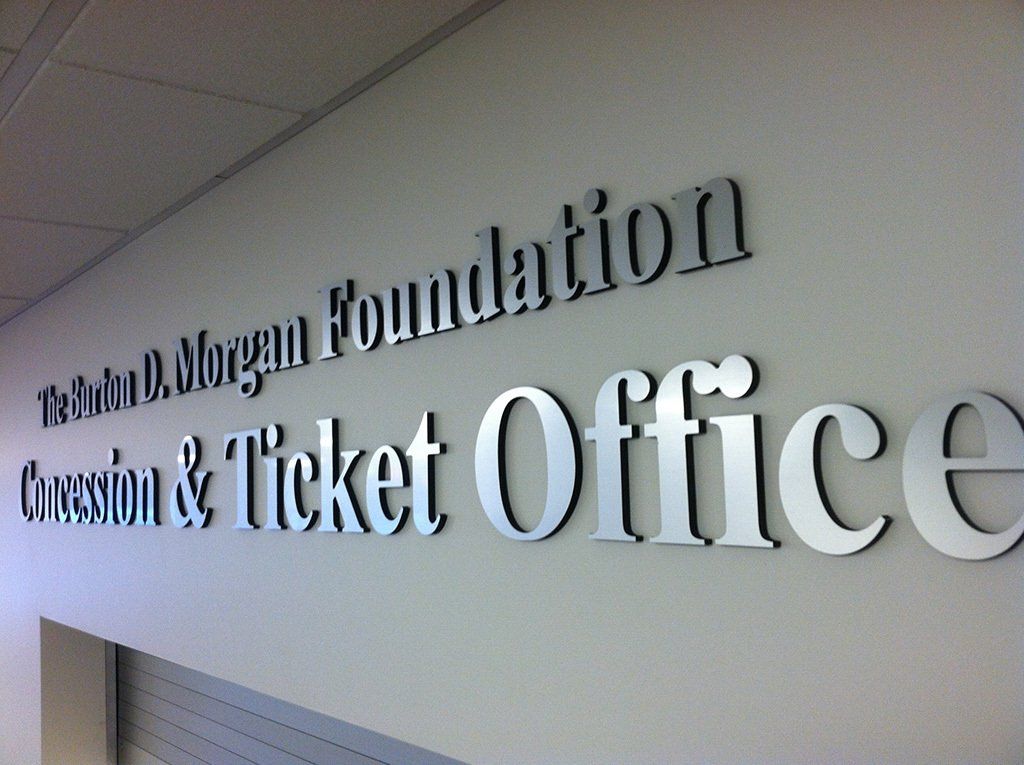 The Burton D. Morgan Foundation
Concession & Ticket Office